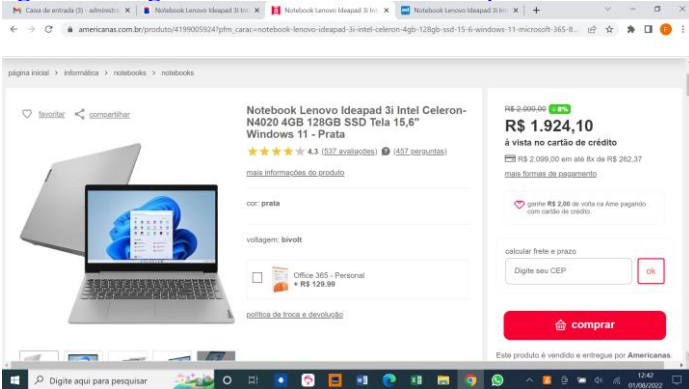 Caixa de entrada (3) - administra
Notebook Lenovo Ideapad 3i Int
Notebook Lenovo Ideapad 3i Int
Notebook Lenovo Ideapad 3i Int
americanas.com.br/produto/4199005924?pfm_carac=notebook-lenovo-ideapad-3i-intel-celeron-4gb-128gb-ssd-15-6-windows-11-microsoft-365-8...
página inicial > informática > notebooks > notebooks
favoritar compartilhar
Notebook Lenovo Ideapad 3i Intel Celeron-
N4020 4GB 128GB SSD Tela 15,6"
Windows 11 - Prata
4.3 (537 avaliações) (457 perguntas)
mais informações do produto
cor: prata
voltagem: bivolt
Office 365 - Personal
+ R$ 129.99
política de troca e devolução
R$ 2.099,00 8%
R$ 1.924,10
à vista no cartão de crédito
R$ 2.099,00 em até 8x de R$ 262,37
mais formas de pagamento
ganhe R$ 2,00 de volta na Ame pagando
com cartão de crédito.
calcular frete e prazo
Digite seu CEP
ok
comprar
Este produto é vendido e entregue por Americanas.
Digite aqui para pesquisar
12:42
01/08/2022